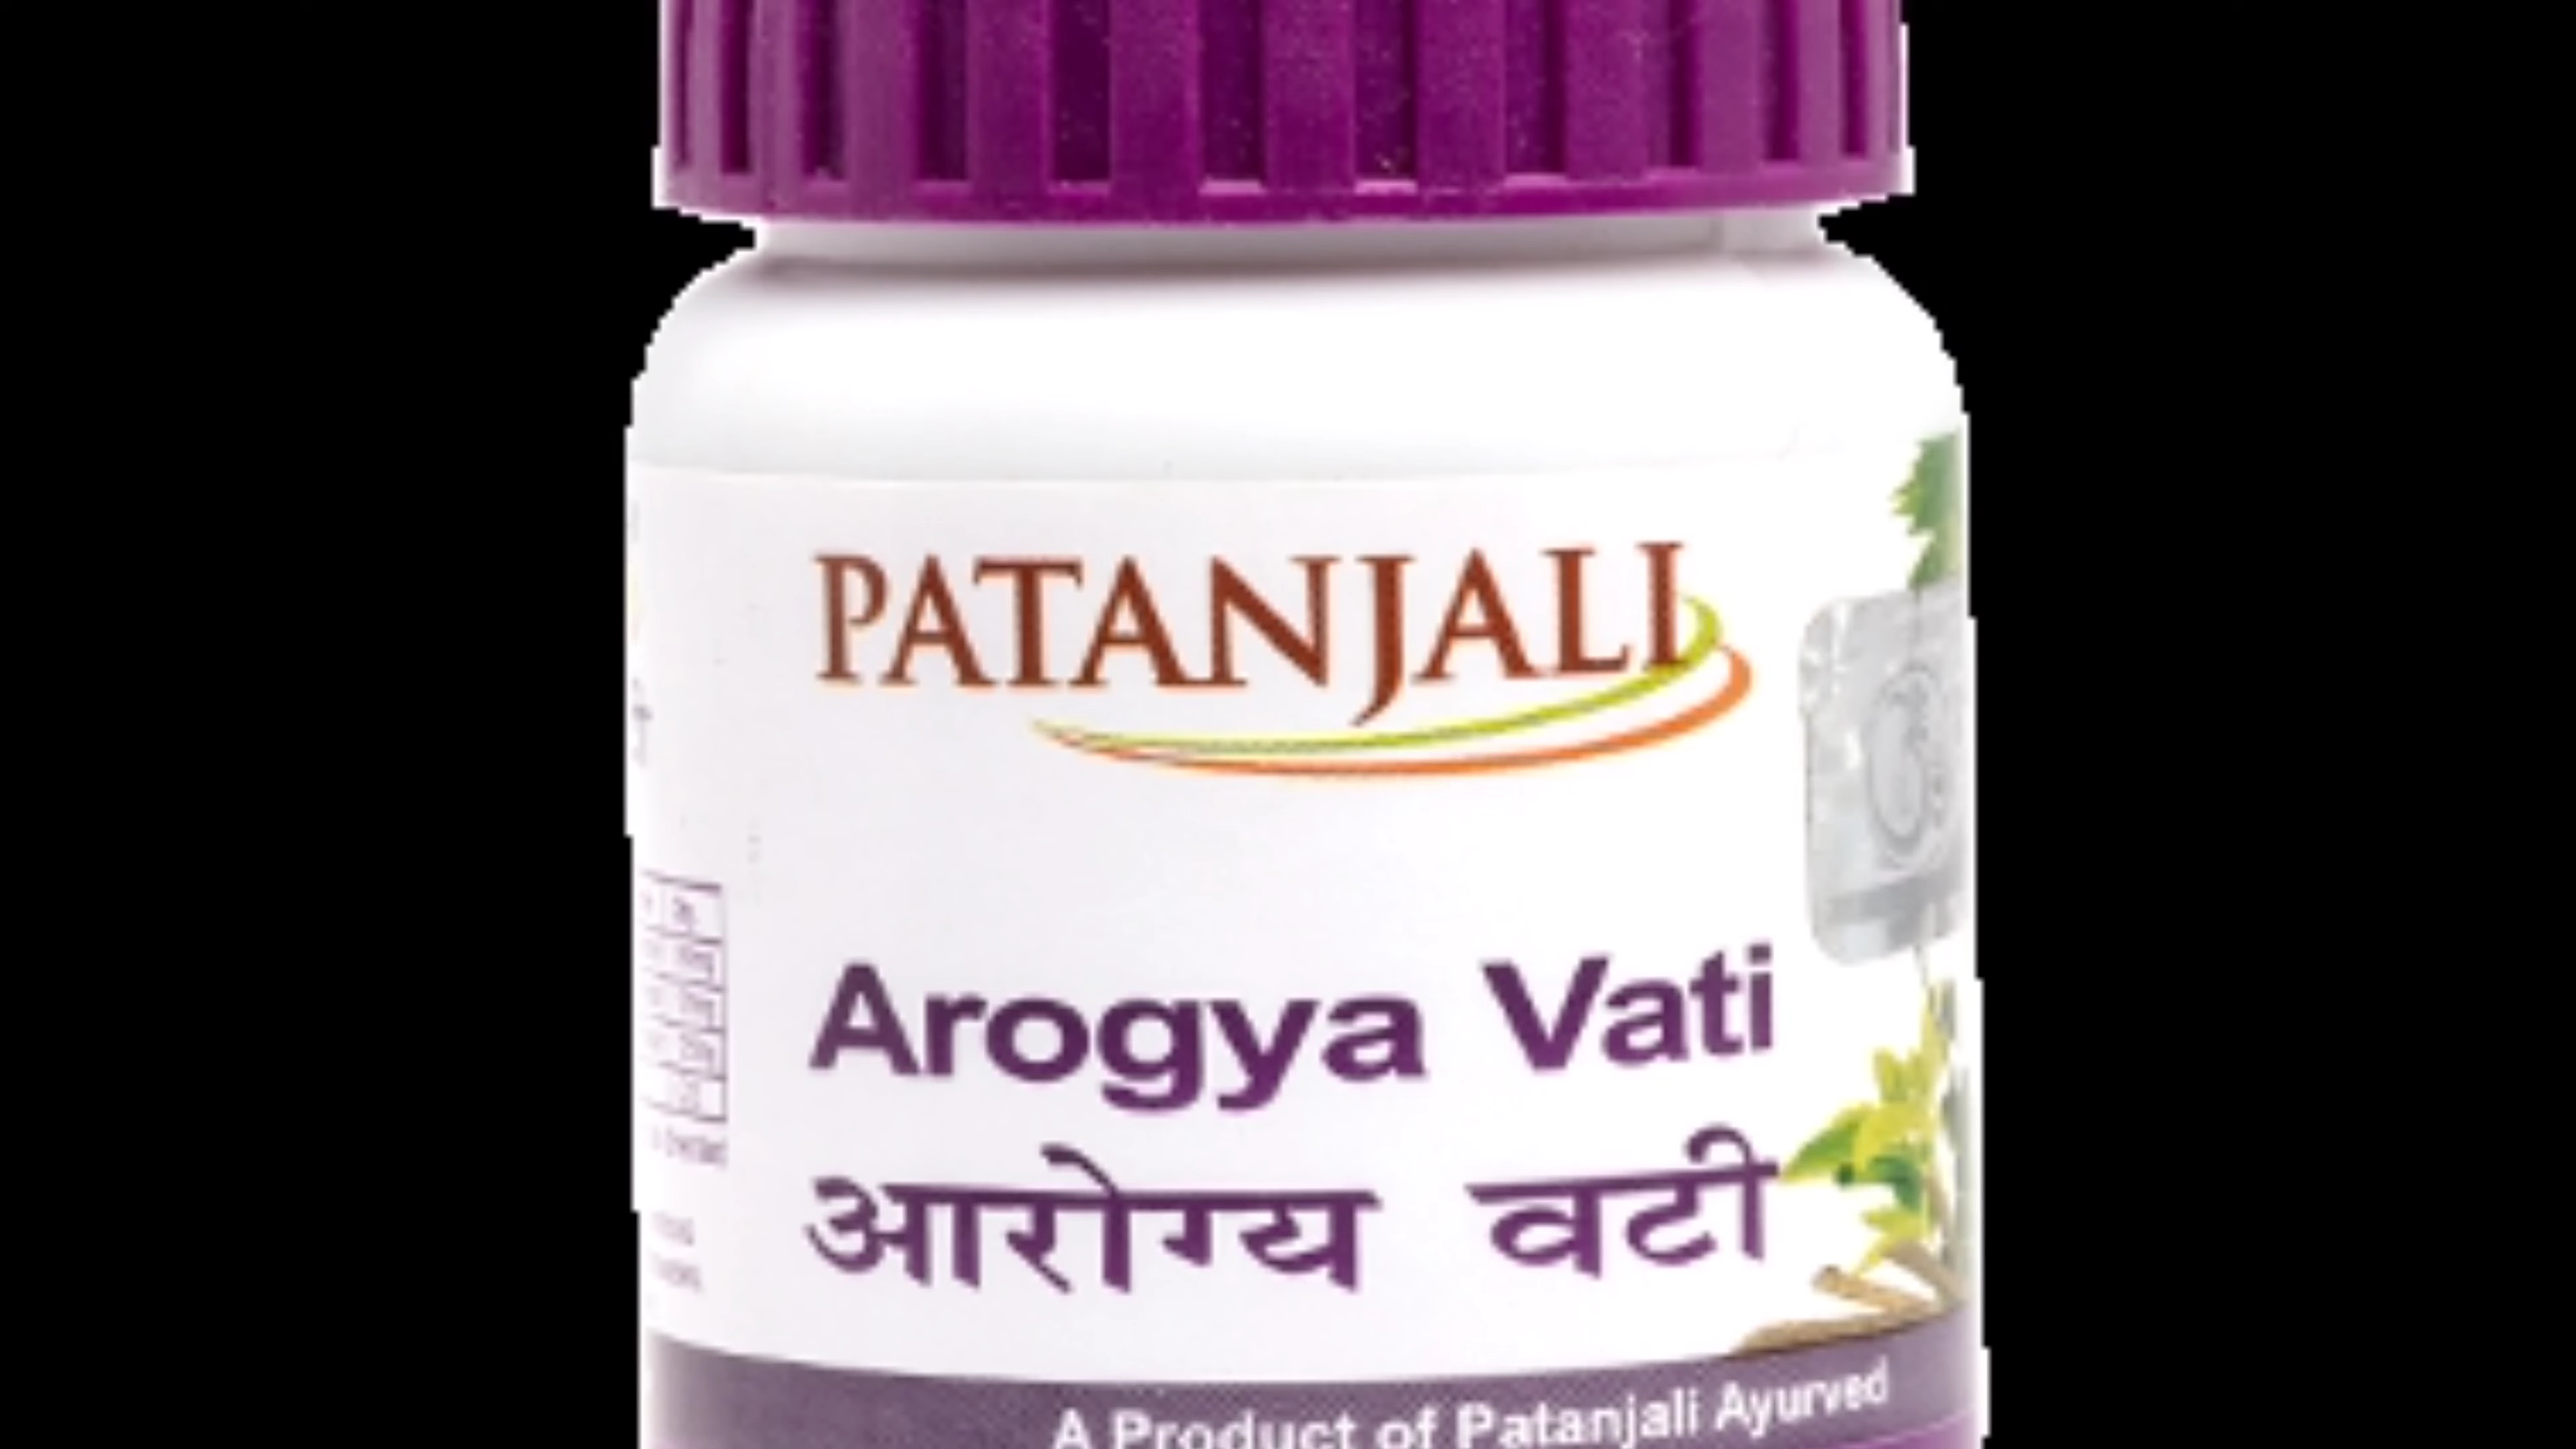 PATANJALI
Arogya Vati
आरोग्य वटी
A Product of Patanjali Ayurved